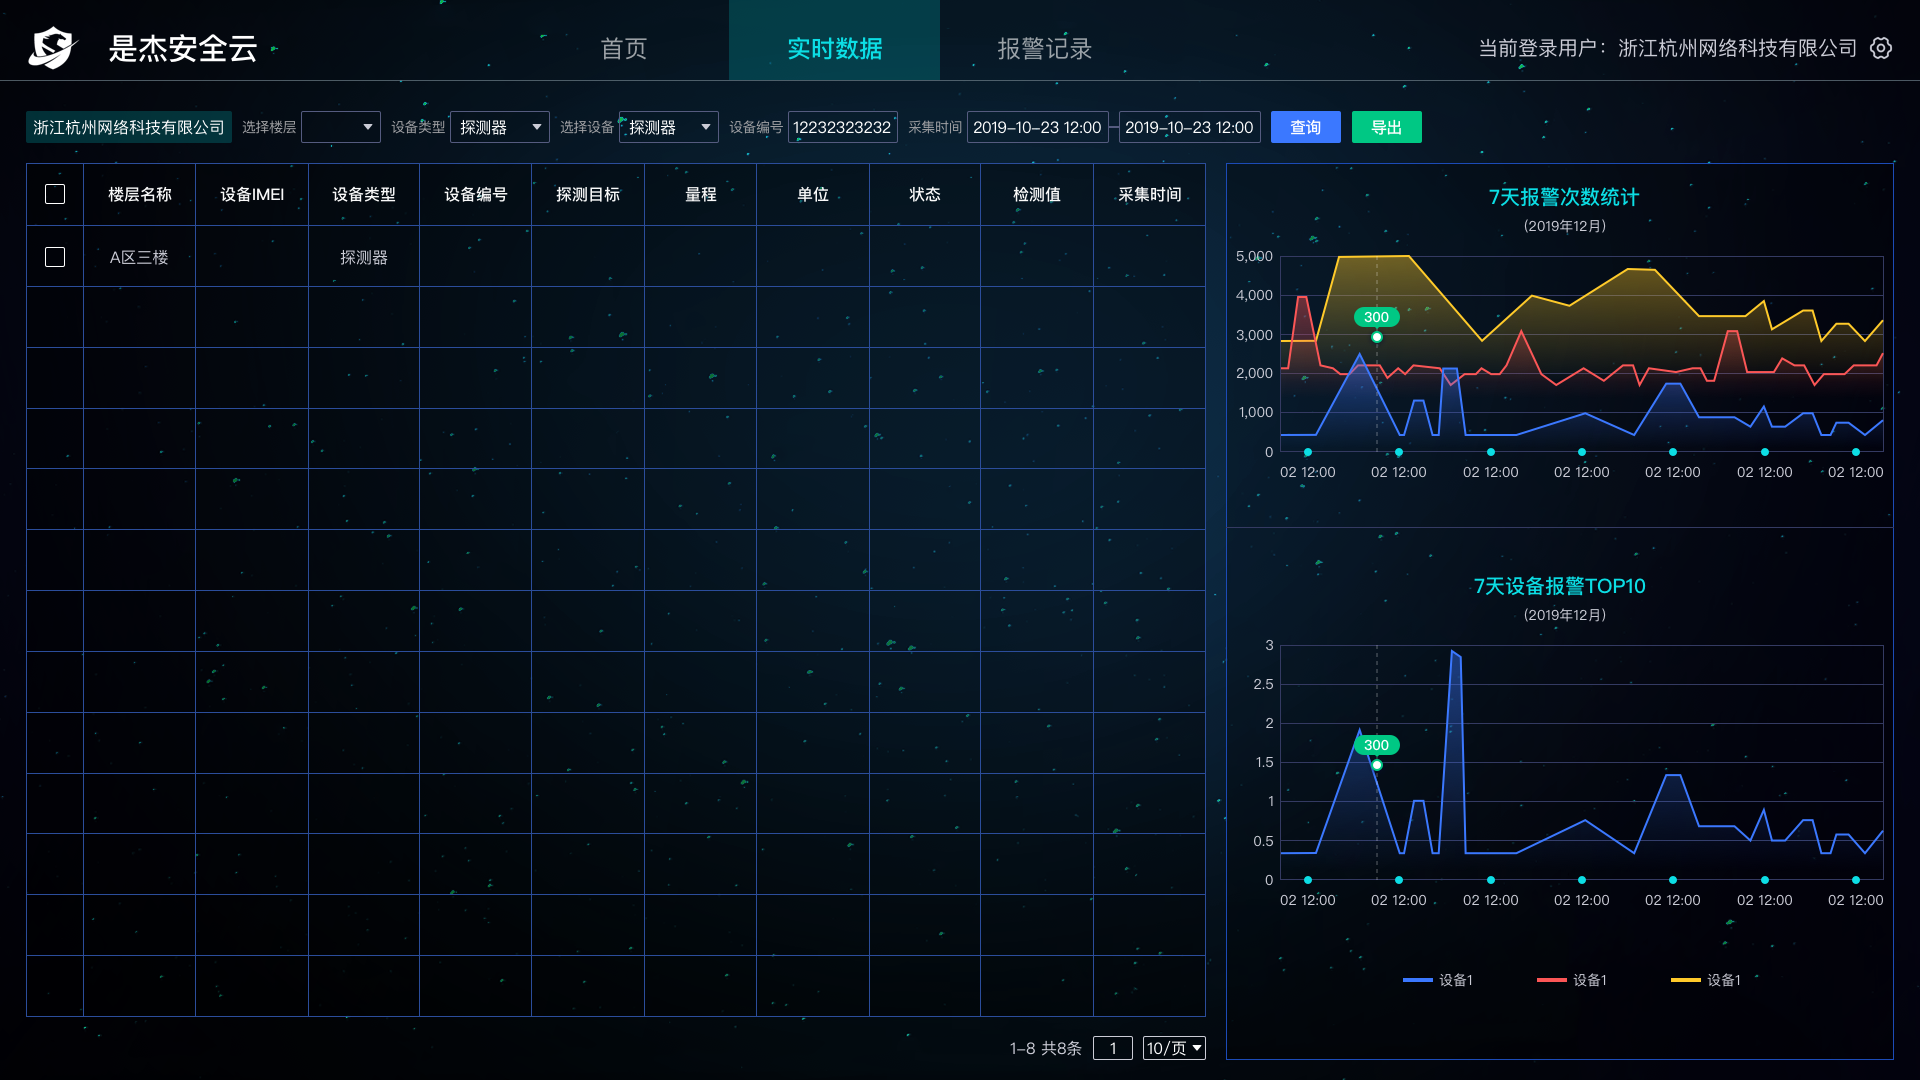 是杰安全云
首页
实时数据
报警记录
当前登录用户：浙江杭州网络科技有限公司
浙江杭州网络科技有限公司
选择楼层
设备类型 探测器
选择设备 探测器
设备编号 12232323232
采集时间 2019-10-23 12:00 - 2019-10-23 12:00
查询
导出
楼层名称 设备IMEI 设备类型 设备编号 探测目标 量程 单位 状态 检测值 采集时间
A区三楼 探测器
1-8 共8条 1 10/页
7天报警次数统计
(2019年12月)
5,000
4,000
3,000
2,000
1,000
0
300
02 12:00 02 12:00 02 12:00 02 12:00 02 12:00 02 12:00 02 12:00
7天设备报警TOP10
(2019年12月)
3
2.5
2
1.5
1
0.5
0
300
02 12:00 02 12:00 02 12:00 02 12:00 02 12:00 02 12:00 02 12:00
设备1 设备1 设备1